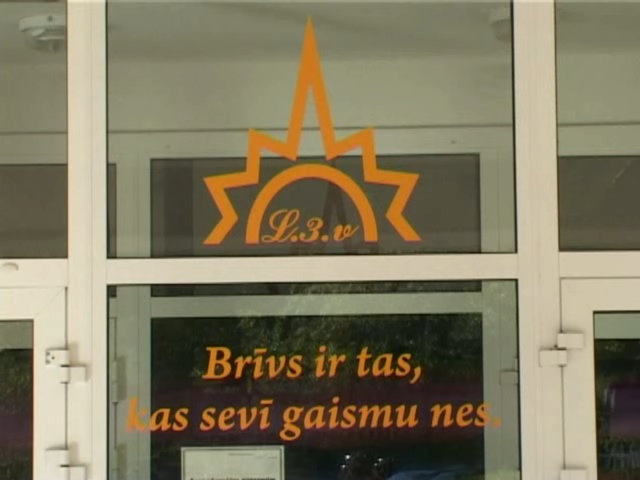 L.3.v
Brīvs ir tas,
kas sevī gaismu nes.